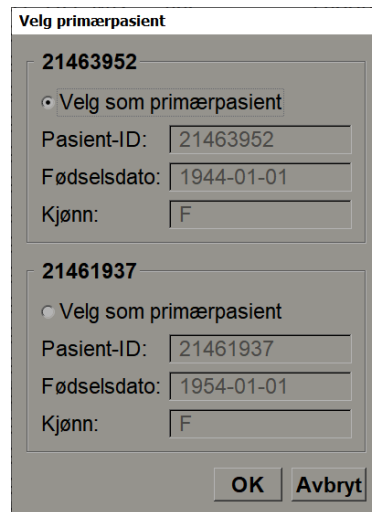 Velg primærpasient
21463952
Velg som primærpasient
Pasient-ID: 21463952
Fødselsdato: 1944-01-01
Kjønn: F
21461937
Velg som primærpasient
Pasient-ID: 21461937
Fødselsdato: 1954-01-01
Kjønn: F
OK Avbryt